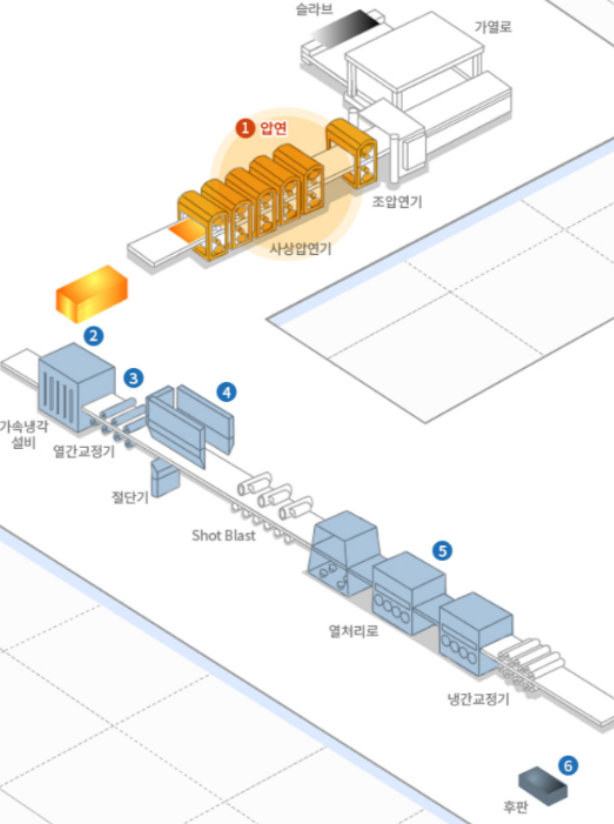 슬라브
가열로
1 압연
조압연기
사상압연기
2
3
4
가속냉각
설비
열간교정기
절단기
Shot Blast
5
열처리로
냉간교정기
6
후판